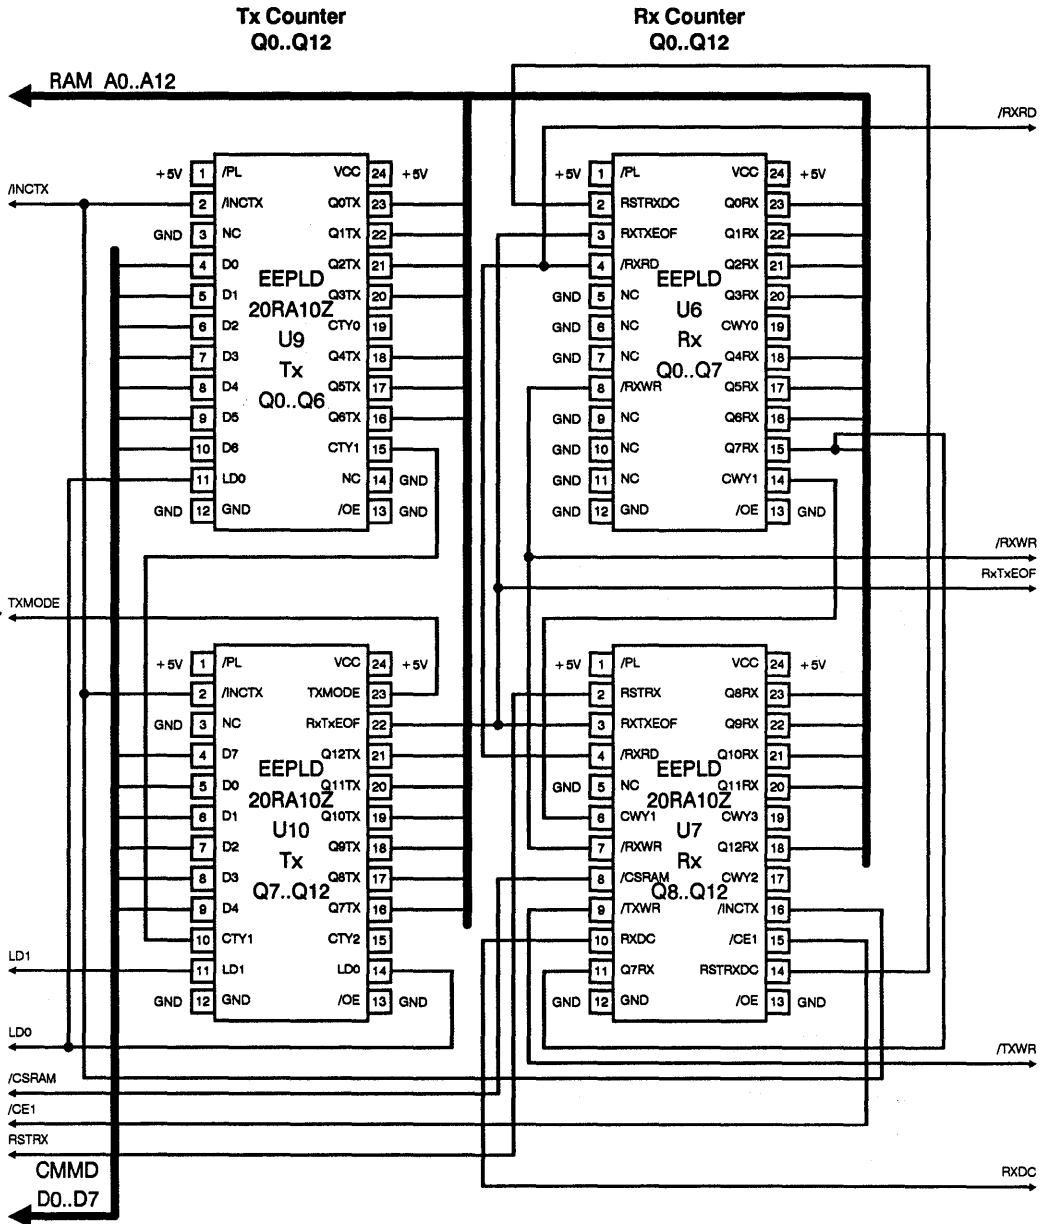 Tx Counter
Q0..Q12
Rx Counter
Q0..Q12
RAM A0..A12
/RXRD
/INCTX
+5V 1 /PL VCC 24 +5V
2 /INCTX Q0TX 23
GND 3 NC Q1TX 22
4 D0 Q2TX 21
5 D1 Q3TX 20
6 D2 CTY0 19
7 D3 Q4TX 18
8 D4 Q5TX 17
9 D5 Q6TX 16
10 D6 CTY1 15
11 LD0 NC 14 GND
GND 12 GND /OE 13 GND
EEPLD
20RA10Z
U9
Tx
Q0..Q6
+5V 1 /PL VCC 24 +5V
2 RSTRXDC Q0RX 23
3 RXTXEOF Q1RX 22
4 /RXRD Q2RX 21
GND 5 NC Q3RX 20
GND 6 NC CWY0 19
GND 7 NC Q4RX 18
8 /RXWR Q5RX 17
GND 9 NC Q6RX 16
GND 10 NC Q7RX 15
GND 11 NC CWY1 14
GND 12 GND /OE 13 GND
EEPLD
U6
Rx
Q0..Q7
/RXWR
RxTxEOF
TXMODE
+5V 1 /PL VCC 24 +5V
2 /INCTX TXMODE 23
GND 3 NC RxTxEOF 22
4 D7 Q12TX 21
5 D0 Q11TX 20
6 D1 Q10TX 19
7 D2 Q9TX 18
8 D3 Q8TX 17
9 D4 Q7TX 16
10 CTY1 CTY2 15
11 LD1 LD0 14
GND 12 GND /OE 13 GND
EEPLD
20RA10Z
U10
Tx
Q7..Q12
+5V 1 /PL VCC 24 +5V
2 RSTRX Q8RX 23
3 RXTXEOF Q9RX 22
4 /RXRD Q10RX 21
GND 5 NC Q11RX 20
6 CWY1 CWY3 19
7 /RXWR Q12RX 18
8 /CSRAM CWY2 17
9 /TXWR /INCTX 16
10 RXDC /CE1 15
11 Q7RX RSTRXDC 14
GND 12 GND /OE 13 GND
EEPLD
20RA10Z
U7
Rx
Q8..Q12
LD1
LD0
/CSRAM
/CE1
RSTRX
CMMD
D0..D7
/TXWR
RXDC